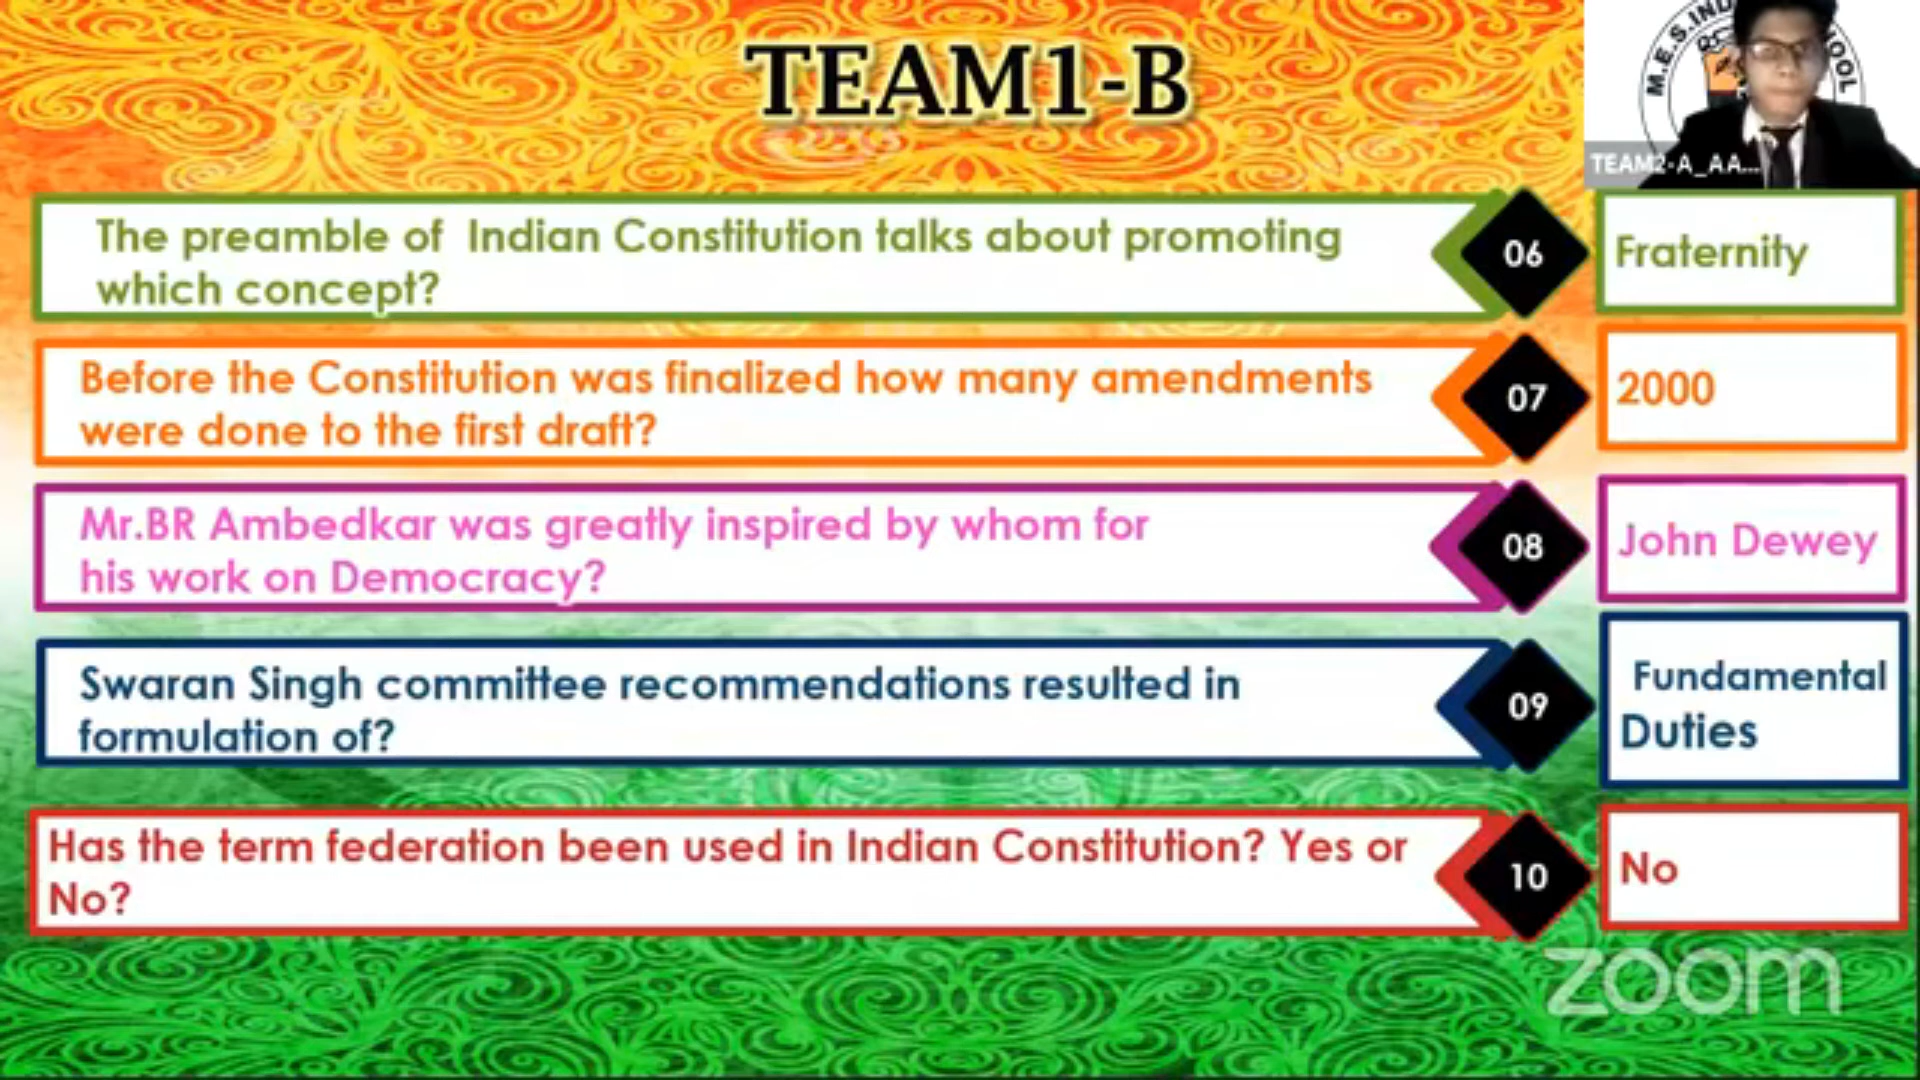 TEAM1-B
M.E.S.IND
OOL
TEAM2-A_AA...
The preamble of Indian Constitution talks about promoting
which concept?
06
Fraternity
Before the Constitution was finalized how many amendments
were done to the first draft?
07
2000
Mr.BR Ambedkar was greatly inspired by whom for
his work on Democracy?
08
John Dewey
Swaran Singh committee recommendations resulted in
formulation of?
09
Fundamental
Duties
Has the term federation been used in Indian Constitution? Yes or
No?
10
No
zoom